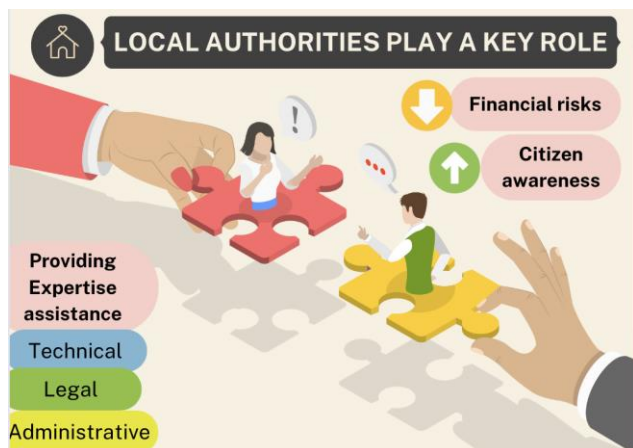 LOCAL AUTHORITIES PLAY A KEY ROLE
Financial risks
Citizen
awareness
!
Providing
Expertise
assistance
Technical
Legal
Administrative